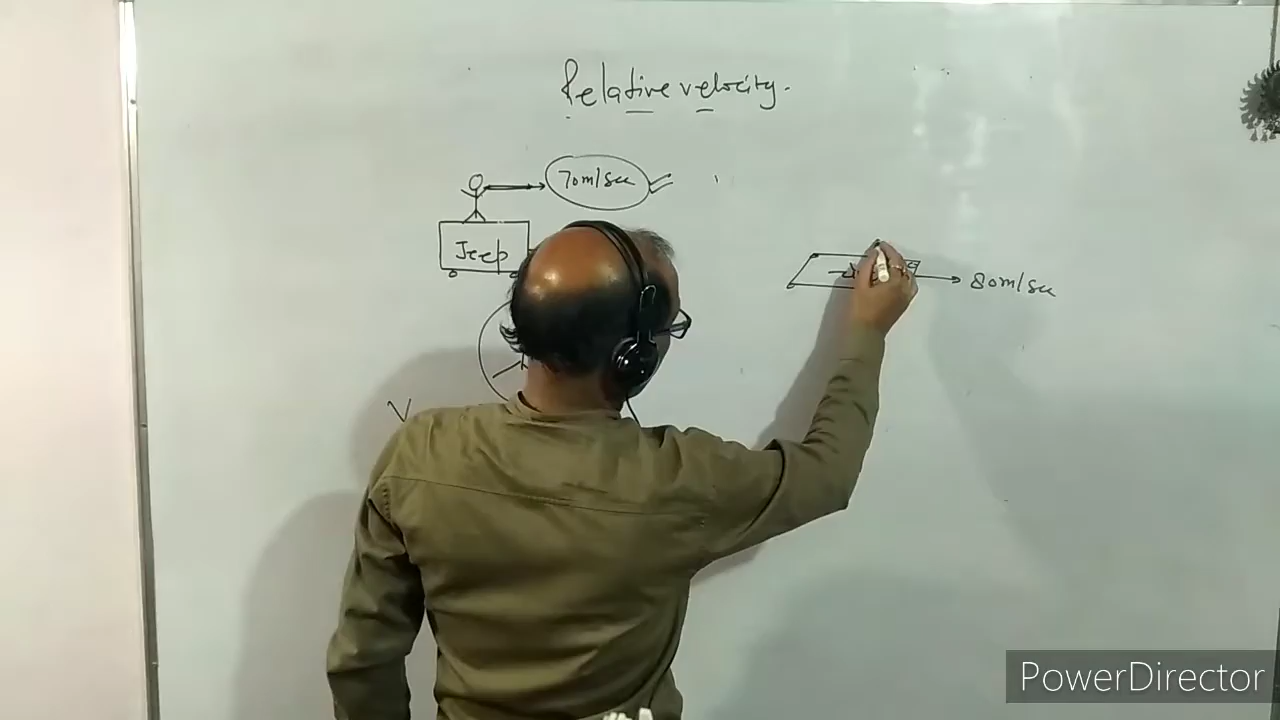 Relative velocity.
70m/sec
Jeep
80m/sec
V
PowerDirector